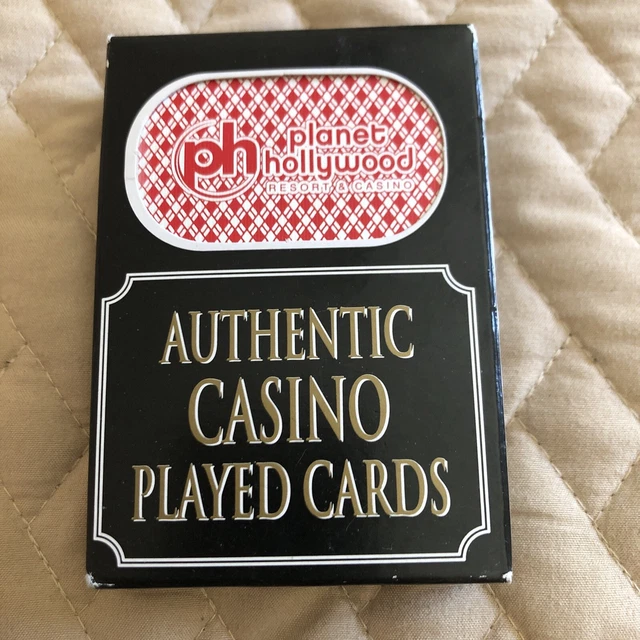 ph
planet
hollywood
RESORT & CASINO
AUTHENTIC
CASINO
PLAYED CARDS